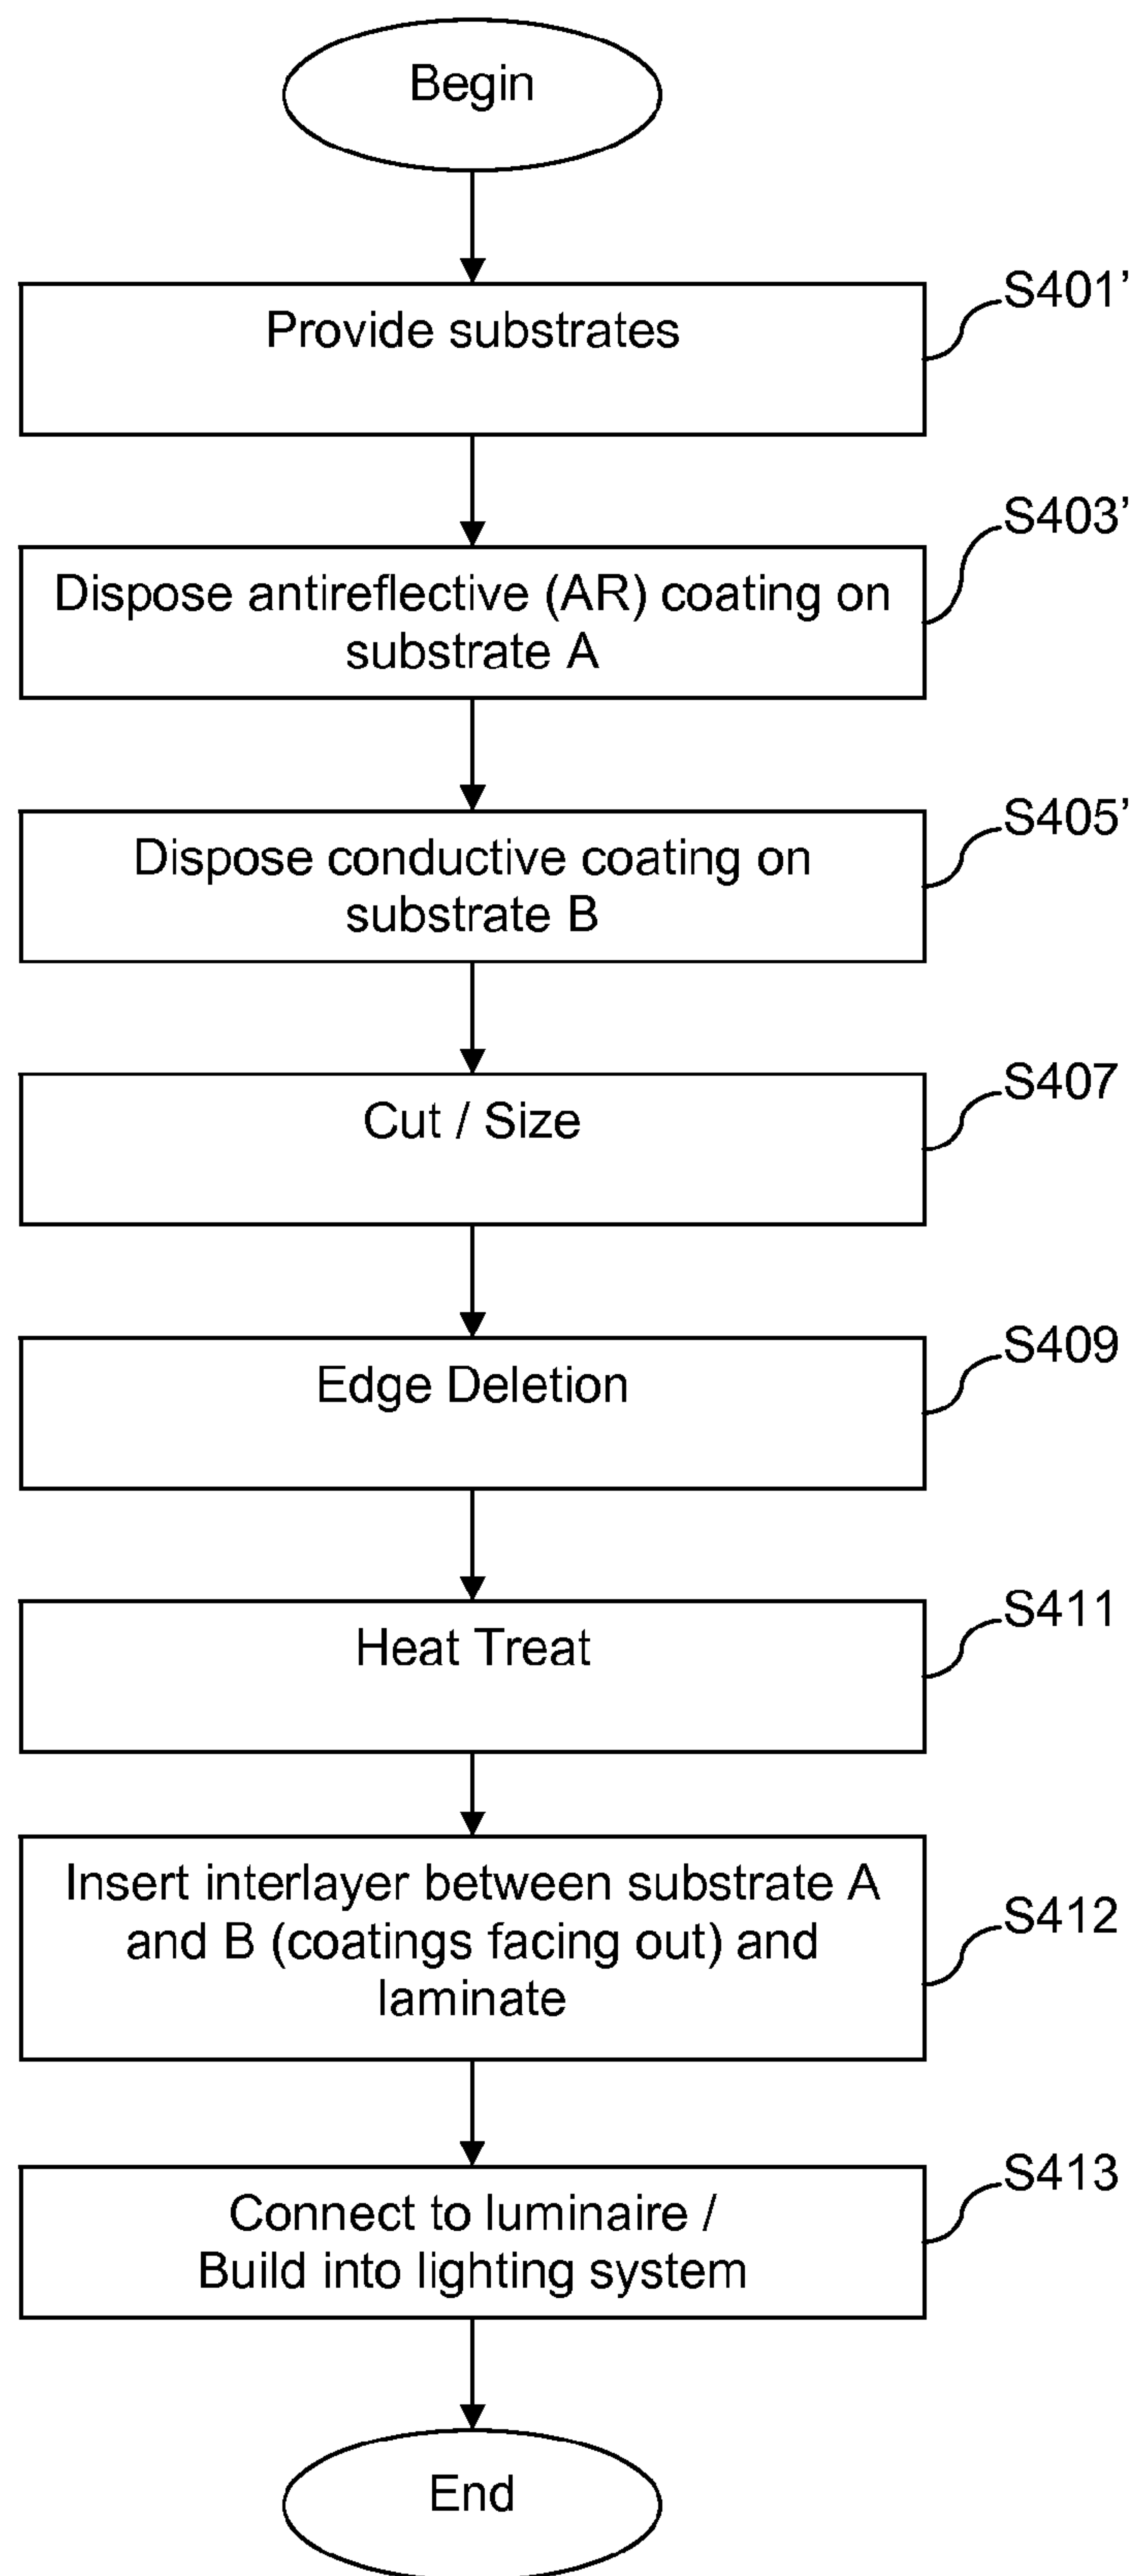 Begin
S401’
Provide substrates
S403’
Dispose antireflective (AR) coating on
substrate A
S405’
Dispose conductive coating on
substrate B
S407
Cut / Size
S409
Edge Deletion
S411
Heat Treat
Insert interlayer between substrate A
S412
and B (coatings facing out) and
laminate
S413
Connect to luminaire /
Build into lighting system
End